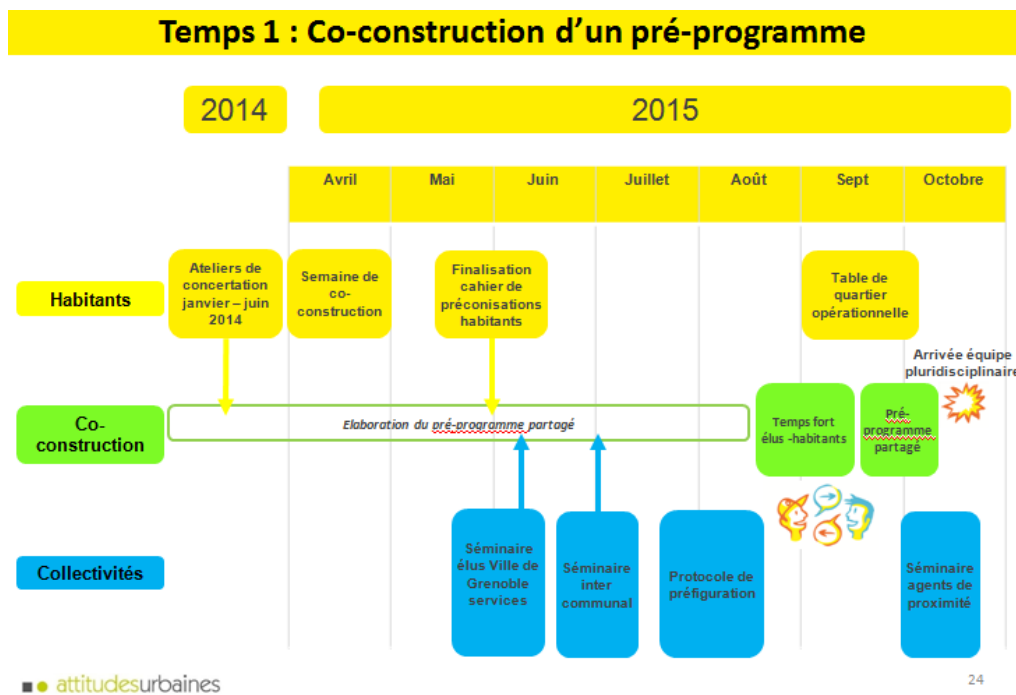 Temps 1 : Co-construction d'un pré-programme
2014
2015
Avril
Mai
Juin
Juillet
Août
Sept
Octobre
Habitants
Ateliers de
concertation
janvier – juin
2014
Semaine de
co-
construction
Finalisation
cahier de
préconisations
habitants
Table de
quartier
opérationnelle
Arrivée équipe
pluridisciplinaire
Co-
construction
Elaboration du pré-programme partagé
Temps fort
élus -habitants
Pré-
programme
partagé
Collectivités
Séminaire
élus Ville de
Grenoble
services
Séminaire
inter
communal
Protocole de
préfiguration
Séminaire
agents de
proximité
attitudesurbaines
24